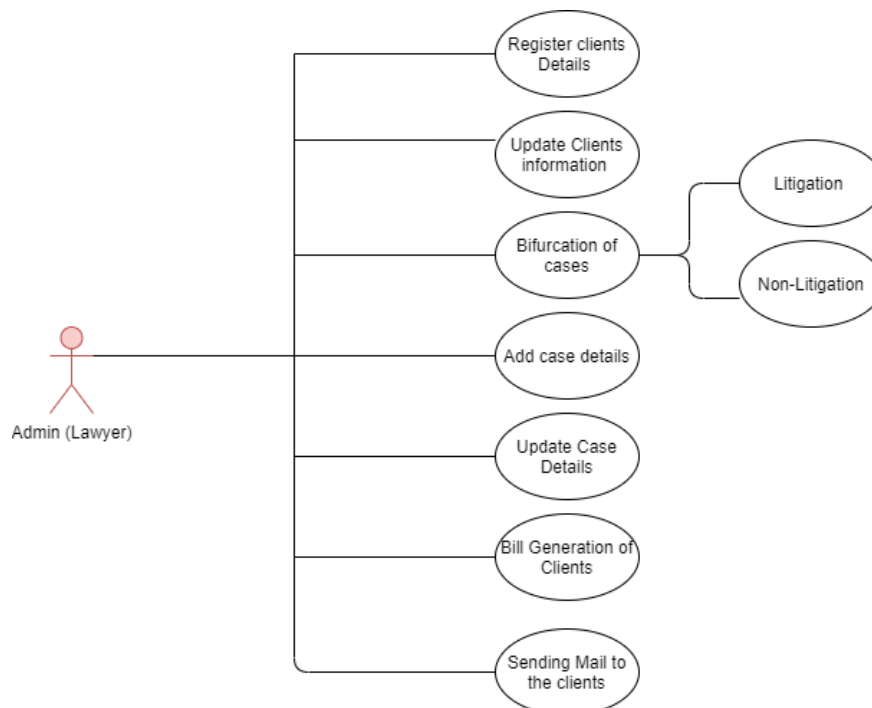 Register clients
Details
Update Clients
information
Litigation
Bifurcation of
cases
Non-Litigation
Add case details
Admin (Lawyer)
Update Case
Details
Bill Generation of
Clients
Sending Mail to
the clients